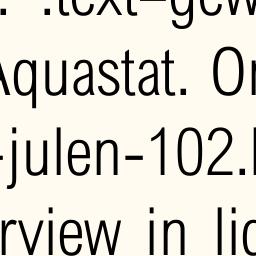 . .text=gew
Aquastat. Or
-julen-102.
rview in lic